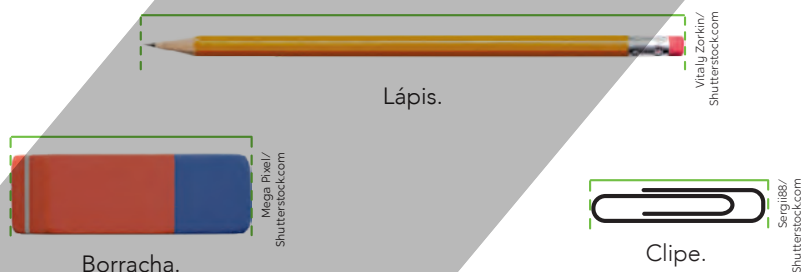 Vitaly Zorkin/
Shutterstock.com
Lápis.
Mega Pixel/
Shutterstock.com
Borracha.
Sergii88/
Shutterstock.com
Clipe.